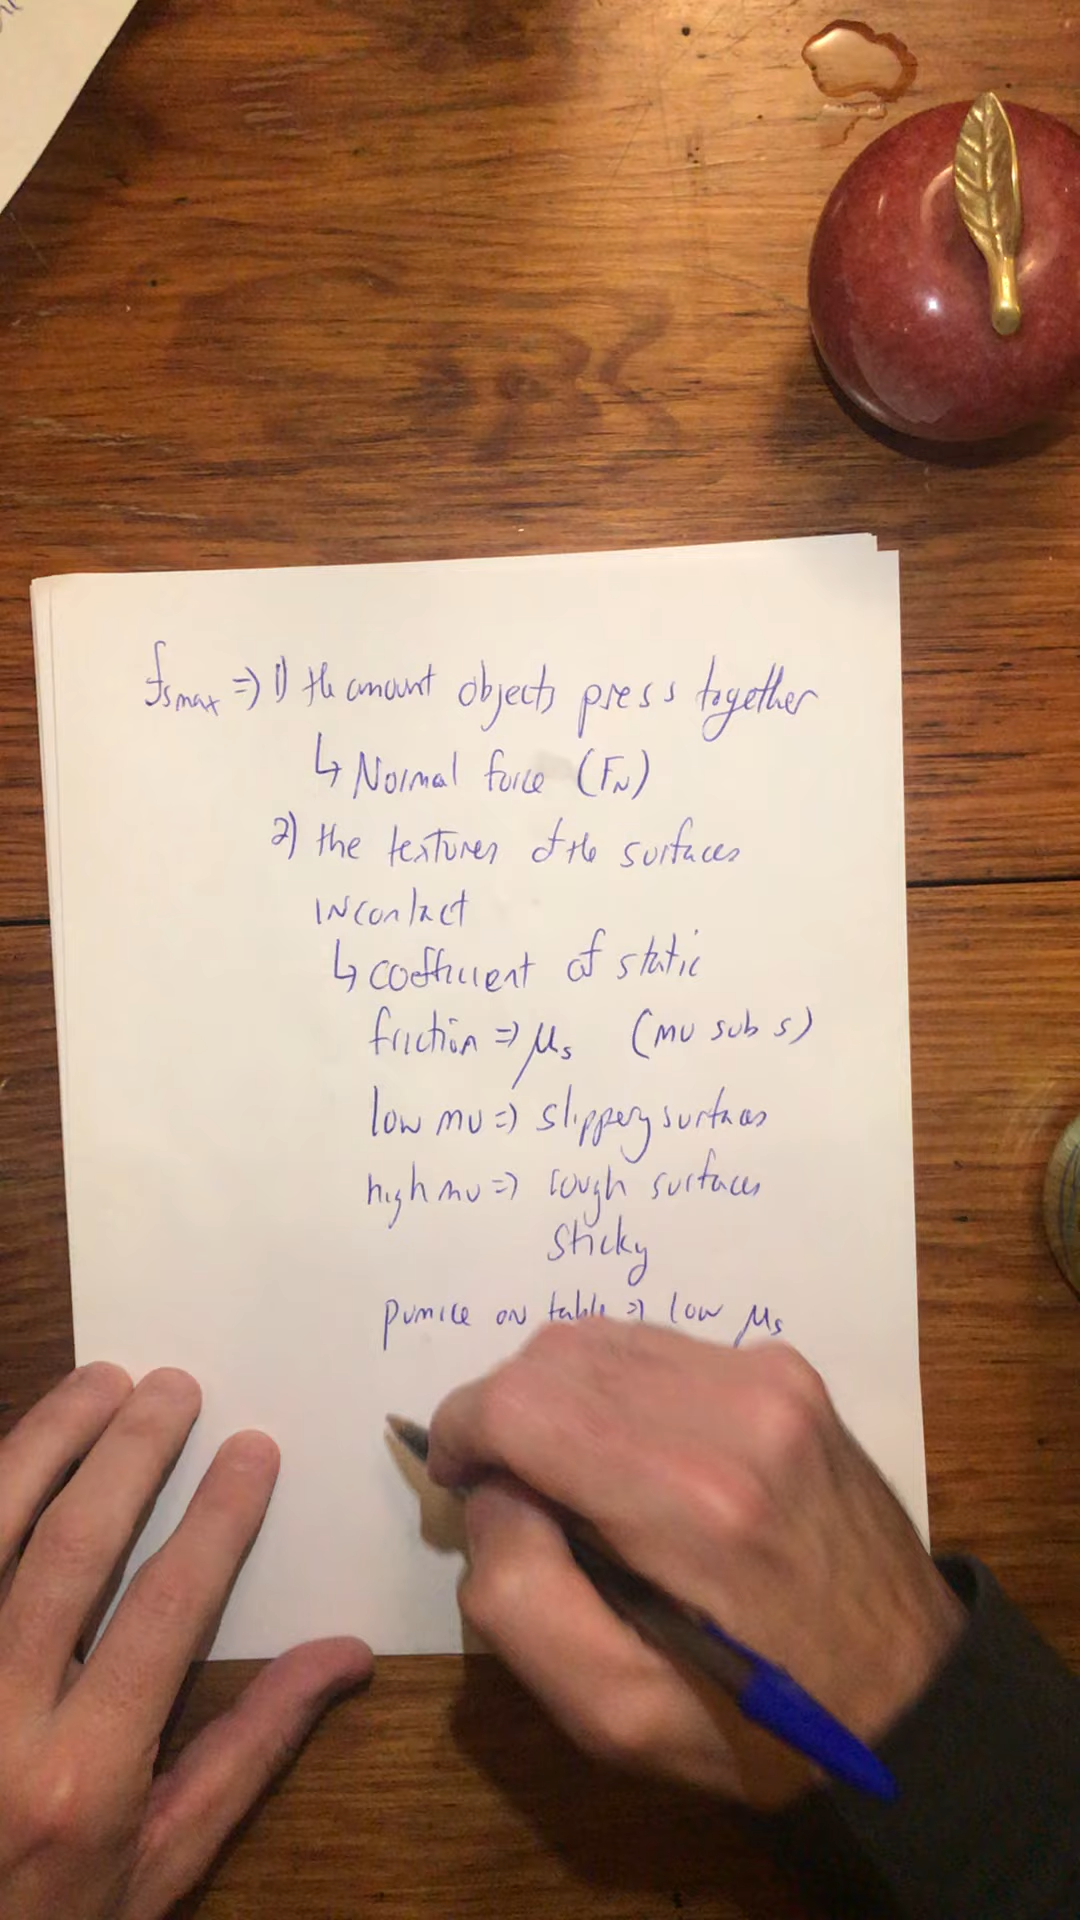 fsmax => 1) the amount objects press together
↳ Normal force (FN)
2) the textures of the surfaces
in contact
↳ coefficient of static
friction => μs (mu sub s)
low mu => slippery surfaces
high mu => rough surfaces
sticky
pumice on table => low μs